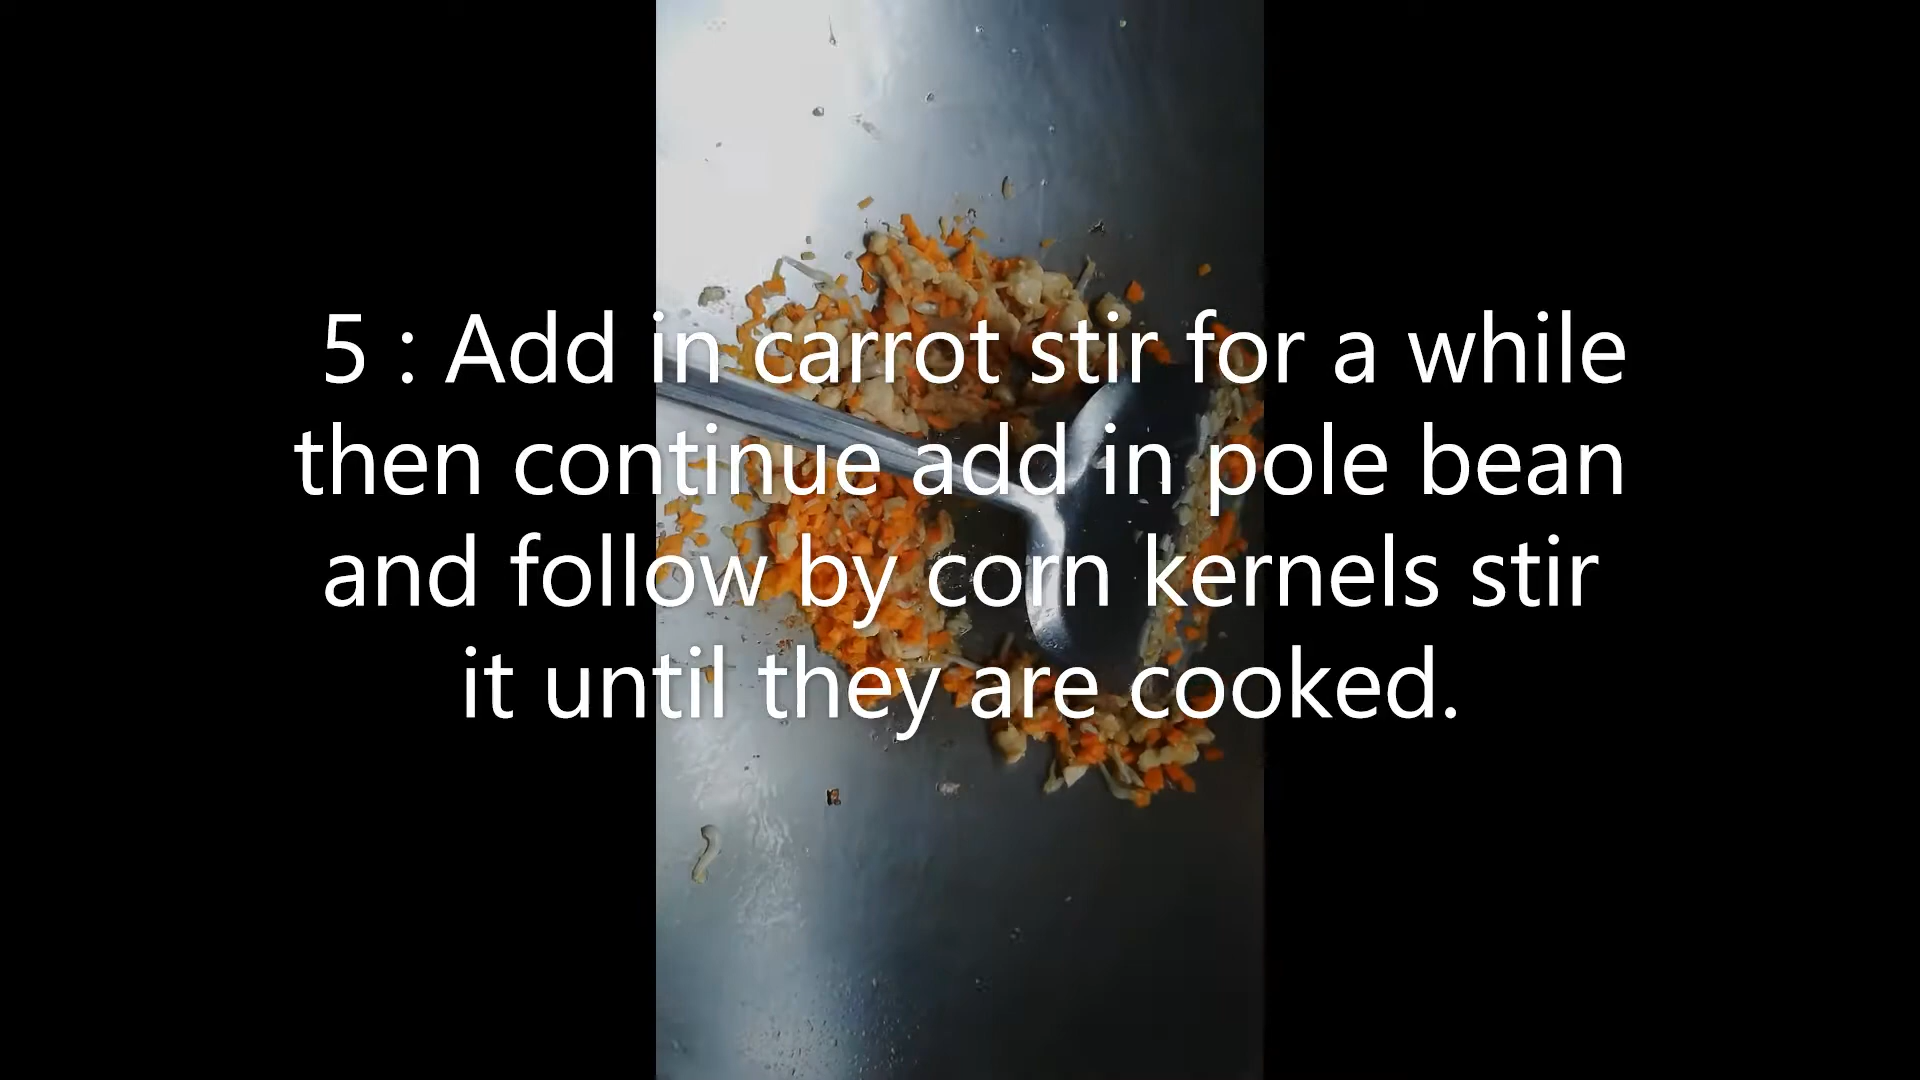 5 : Add in carrot stir for a while
then continue add in pole bean
and follow by corn kernels stir
it until they are cooked.